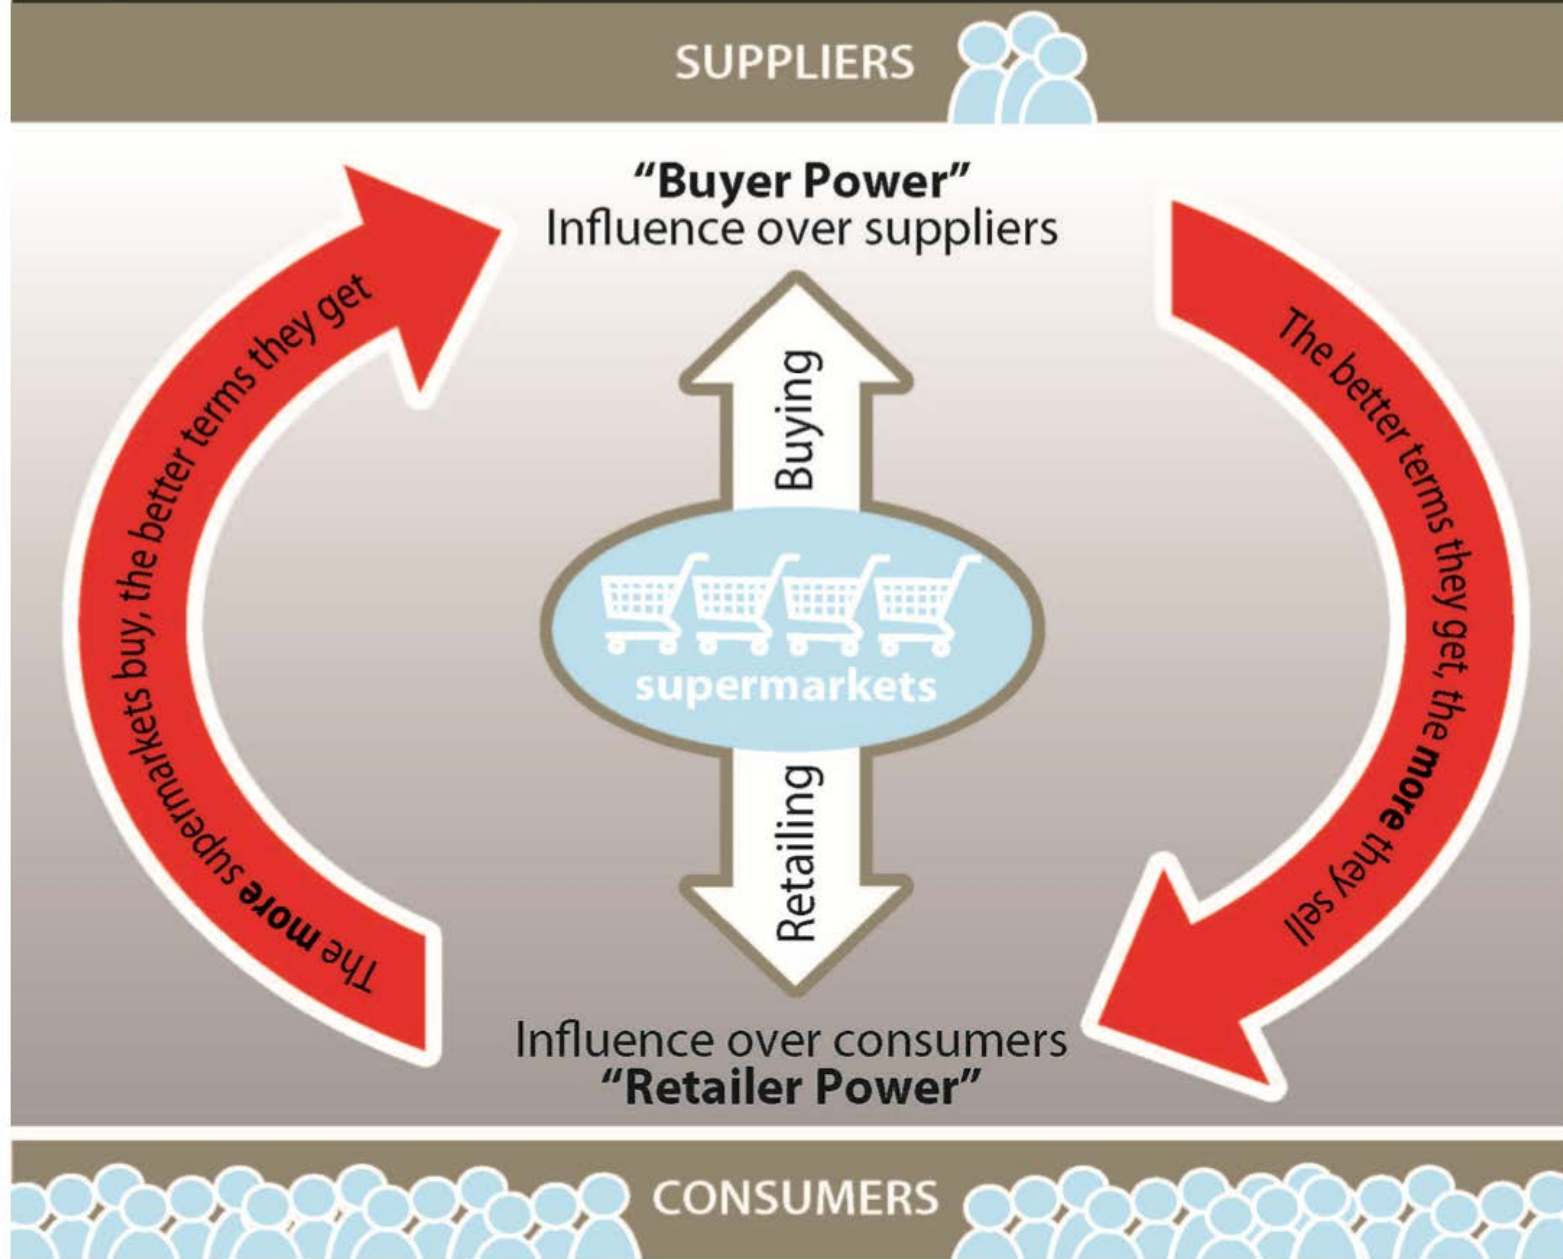 SUPPLIERS
“Buyer Power”
Influence over suppliers
The more supermarkets buy, the better terms they get
Buying
The better terms they get, the more they sell
supermarkets
Retailing
Influence over consumers
“Retailer Power”
CONSUMERS